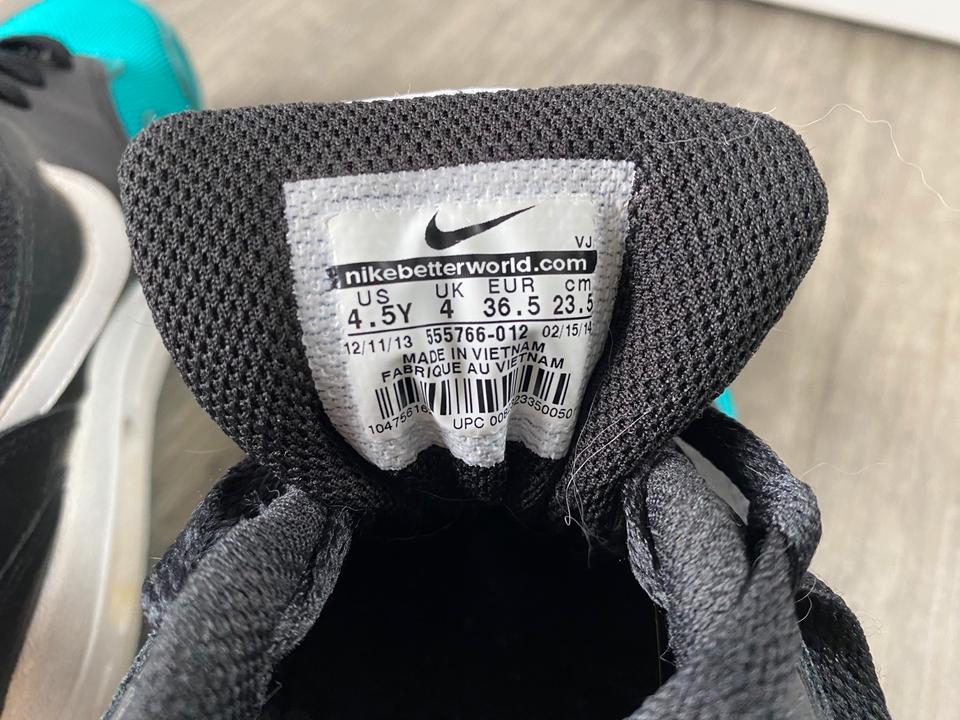 VJ
nikebetterworld.com
US UK EUR cm
4.5Y 4 36.5 23.5
12/11/13 555766-012 02/15/14
MADE IN VIETNAM
FABRIQUE AU VIETNAM
UPC